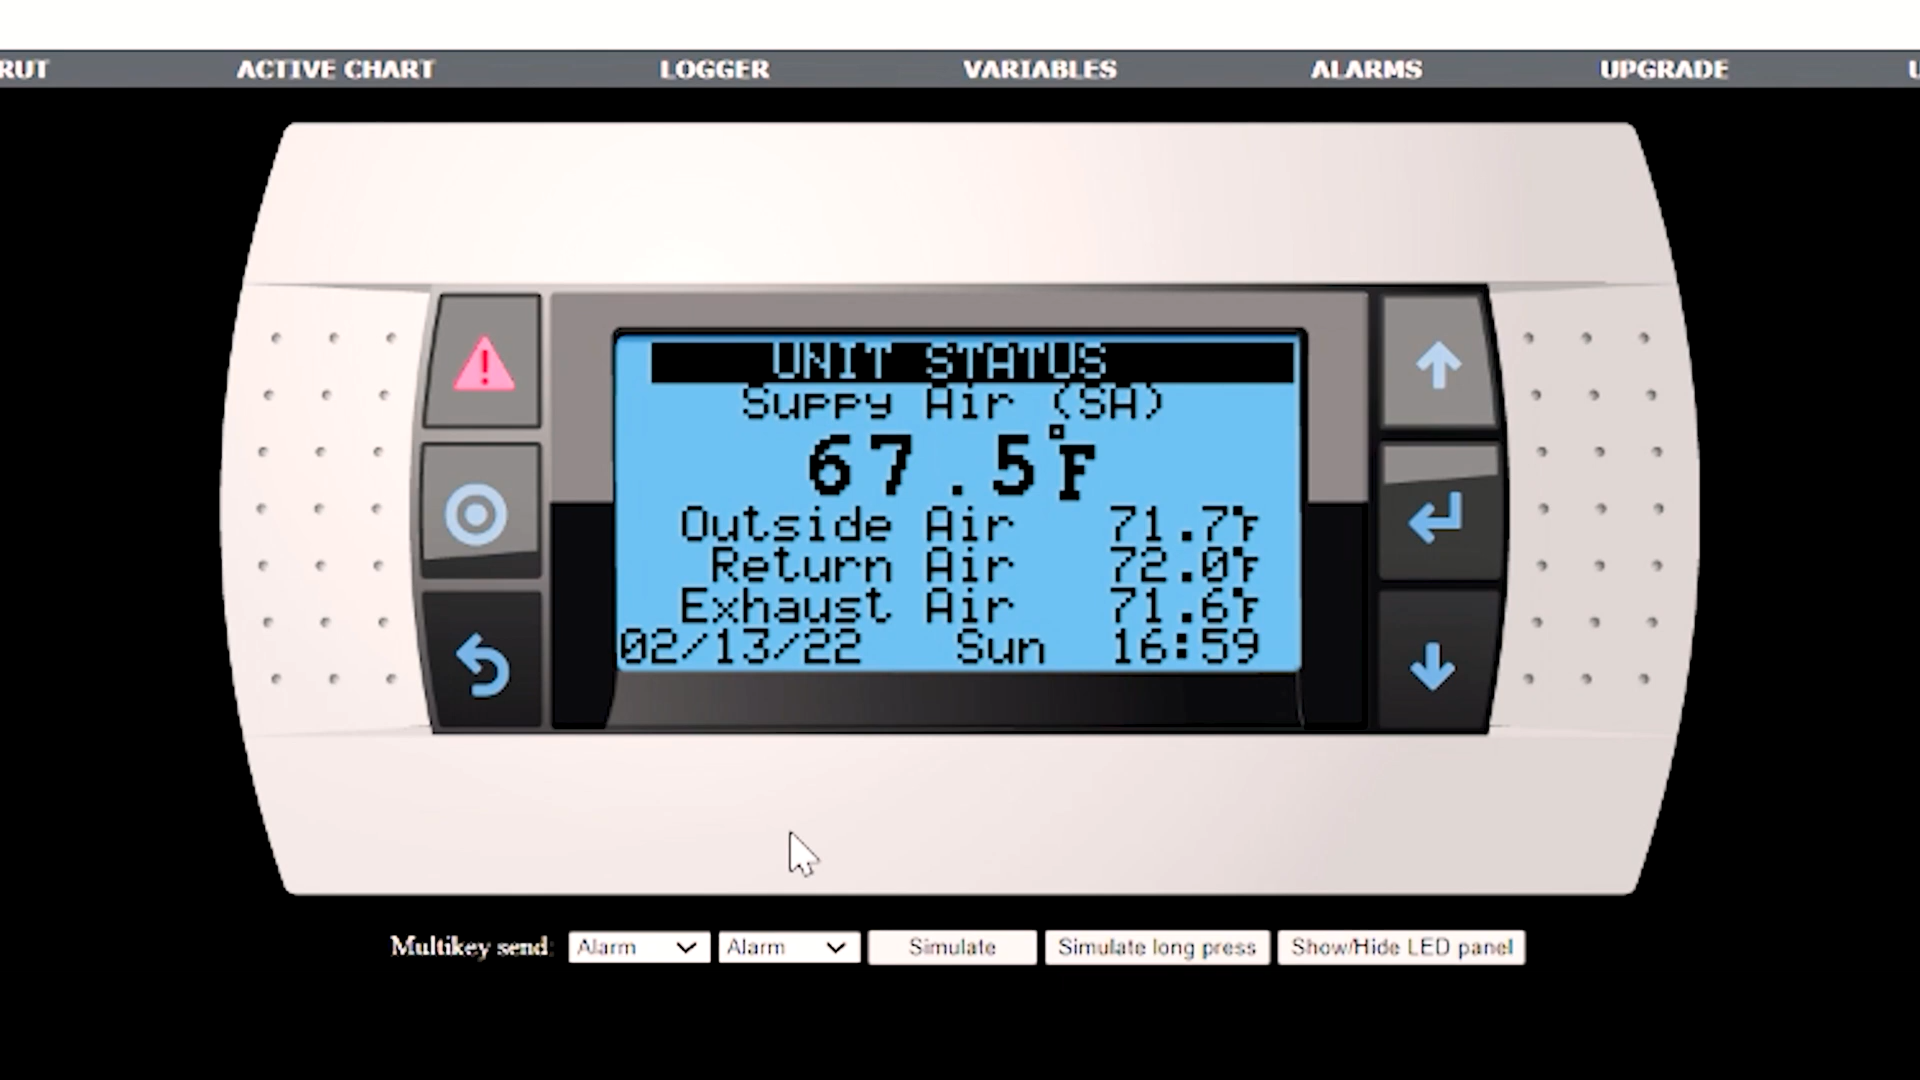 RUT ACTIVE CHART LOGGER VARIABLES ALARMS UPGRADE
UNIT STATUS
Suppy Air (SA)
67.5°F
Outside Air 71.7°F
Return Air 72.0°F
Exhaust Air 71.6°F
02/13/22 Sun 16:59
Multikey send: Alarm Alarm Simulate Simulate long press Show/Hide LED panel